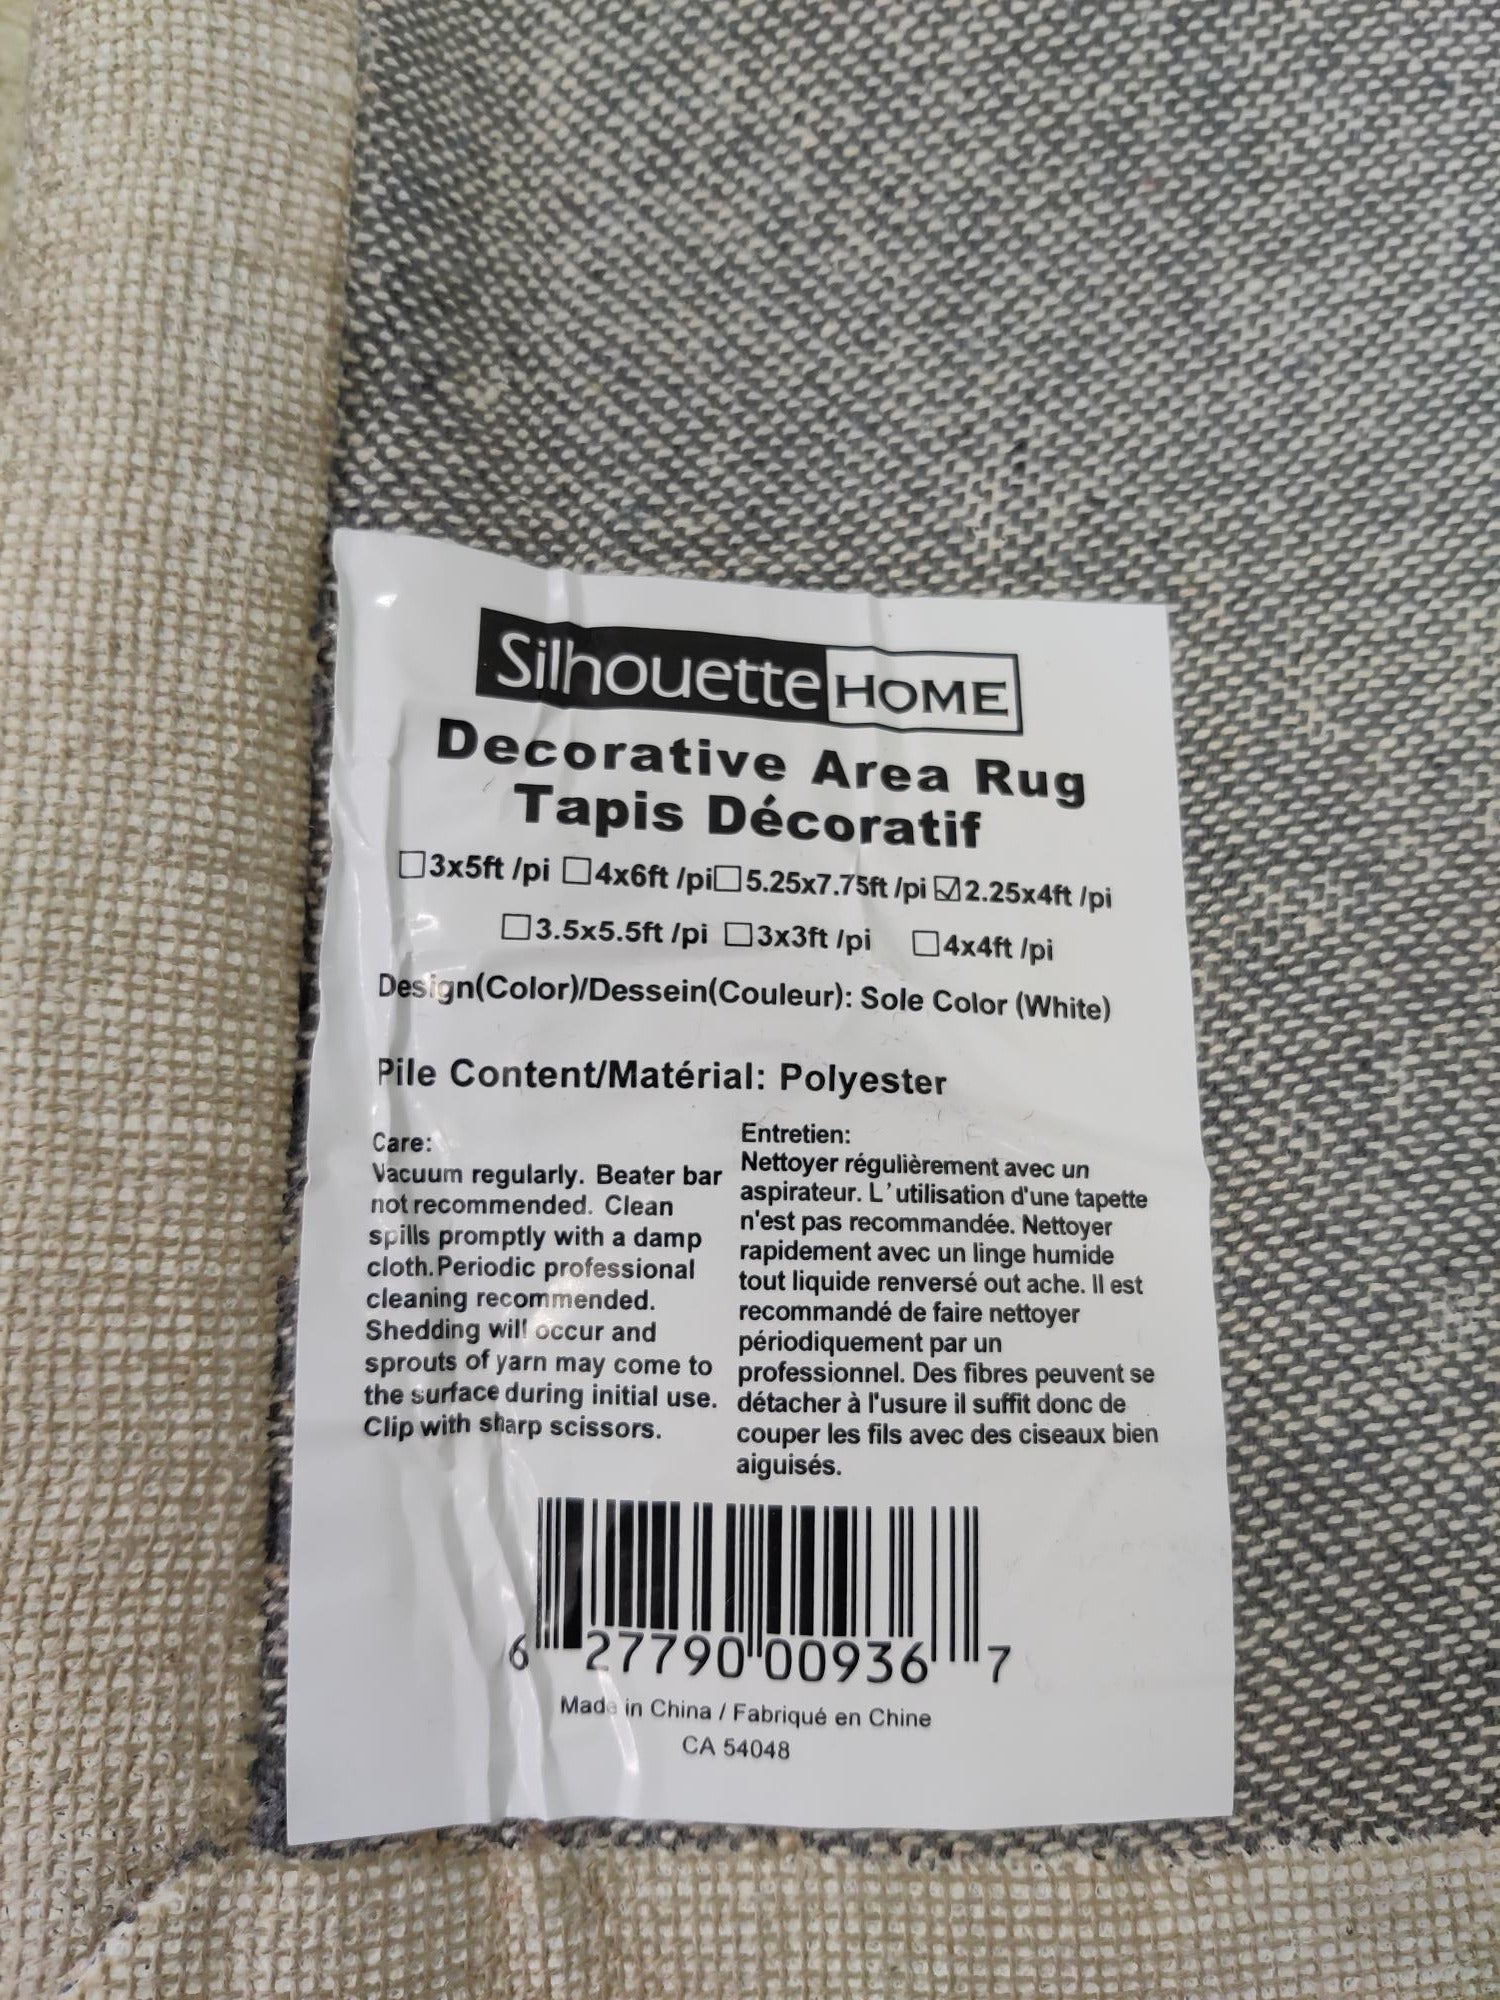 Silhouette HOME
Decorative Area Rug
Tapis Décoratif
☐3x5ft /pi ☐4x6ft /pi☐5.25x7.75ft /pi ☑2.25x4ft /pi
☐3.5x5.5ft /pi ☐3x3ft /pi ☐4x4ft /pi
Design(Color)/Dessein(Couleur): Sole Color (White)
Pile Content/Matérial: Polyester
Care:
Vacuum regularly. Beater bar
not recommended. Clean
spills promptly with a damp
cloth.Periodic professional
cleaning recommended.
Shedding will occur and
sprouts of yarn may come to
the surface during initial use.
Clip with sharp scissors.
Entretien:
Nettoyer régulièrement avec un
aspirateur. L'utilisation d'une tapette
n'est pas recommandée. Nettoyer
rapidement avec un linge humide
tout liquide renversé out ache. Il est
recommandé de faire nettoyer
périodiquement par un
professionnel. Des fibres peuvent se
détacher à l'usure il suffit donc de
couper les fils avec des ciseaux bien
aiguisés.
6 27790 00936 7
Made in China / Fabriqué en Chine
CA 54048